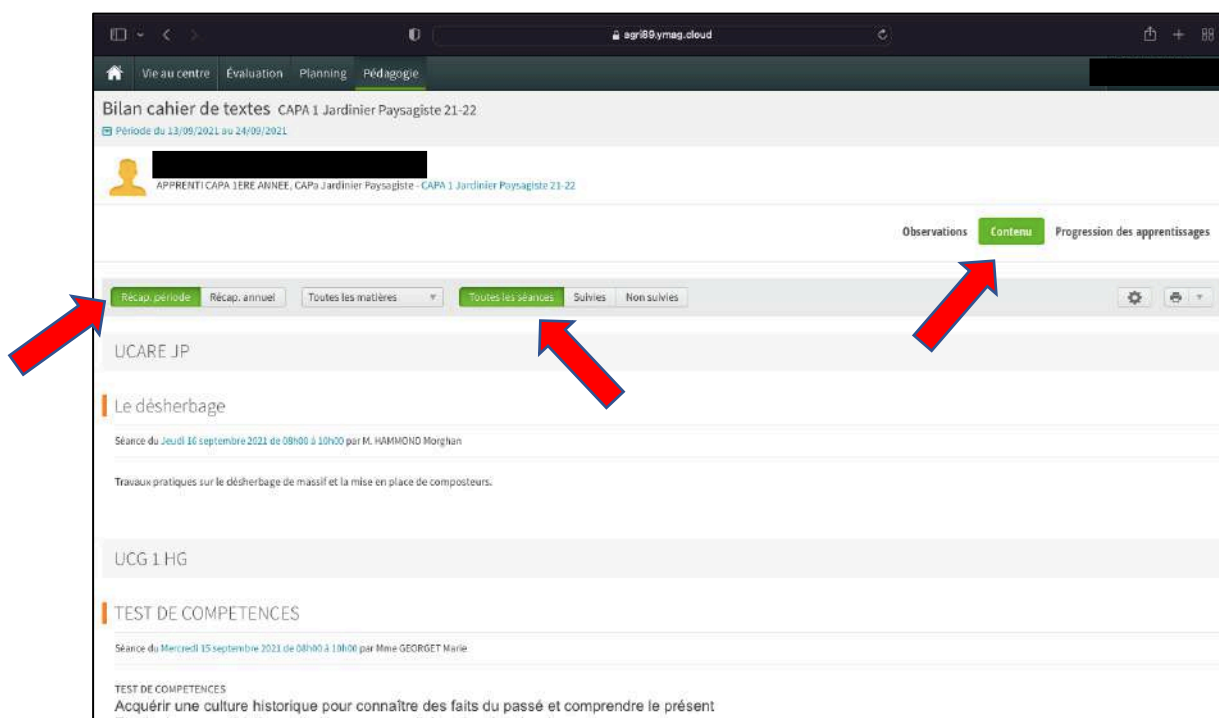 agri89.ymag.cloud
Vie au centre Évaluation Planning Pédagogie
Bilan cahier de textes CAPA 1 Jardinier Paysagiste 21-22
Période du 13/09/2021 au 24/09/2021
APPRENTI CAPA 1ERE ANNEE, CAPa Jardinier Paysagiste - CAPA 1 Jardinier Paysagiste 21-22
Observations Contenu Progression des apprentissages
Récap. période Récap. annuel Toutes les matières Toutes les séances Suivies Non suivies
UCARE JP
Le désherbage
Séance du Jeudi 16 septembre 2021 de 08h00 à 10h00 par M. HAMMOND Morghan
Travaux pratiques sur le désherbage de massif et la mise en place de composteurs.
UCG 1 HG
TEST DE COMPETENCES
Séance du Mercredi 15 septembre 2021 de 08h00 à 10h00 par Mme GEORGET Marie
TEST DE COMPETENCES
Acquérir une culture historique pour connaître des faits du passé et comprendre le présent